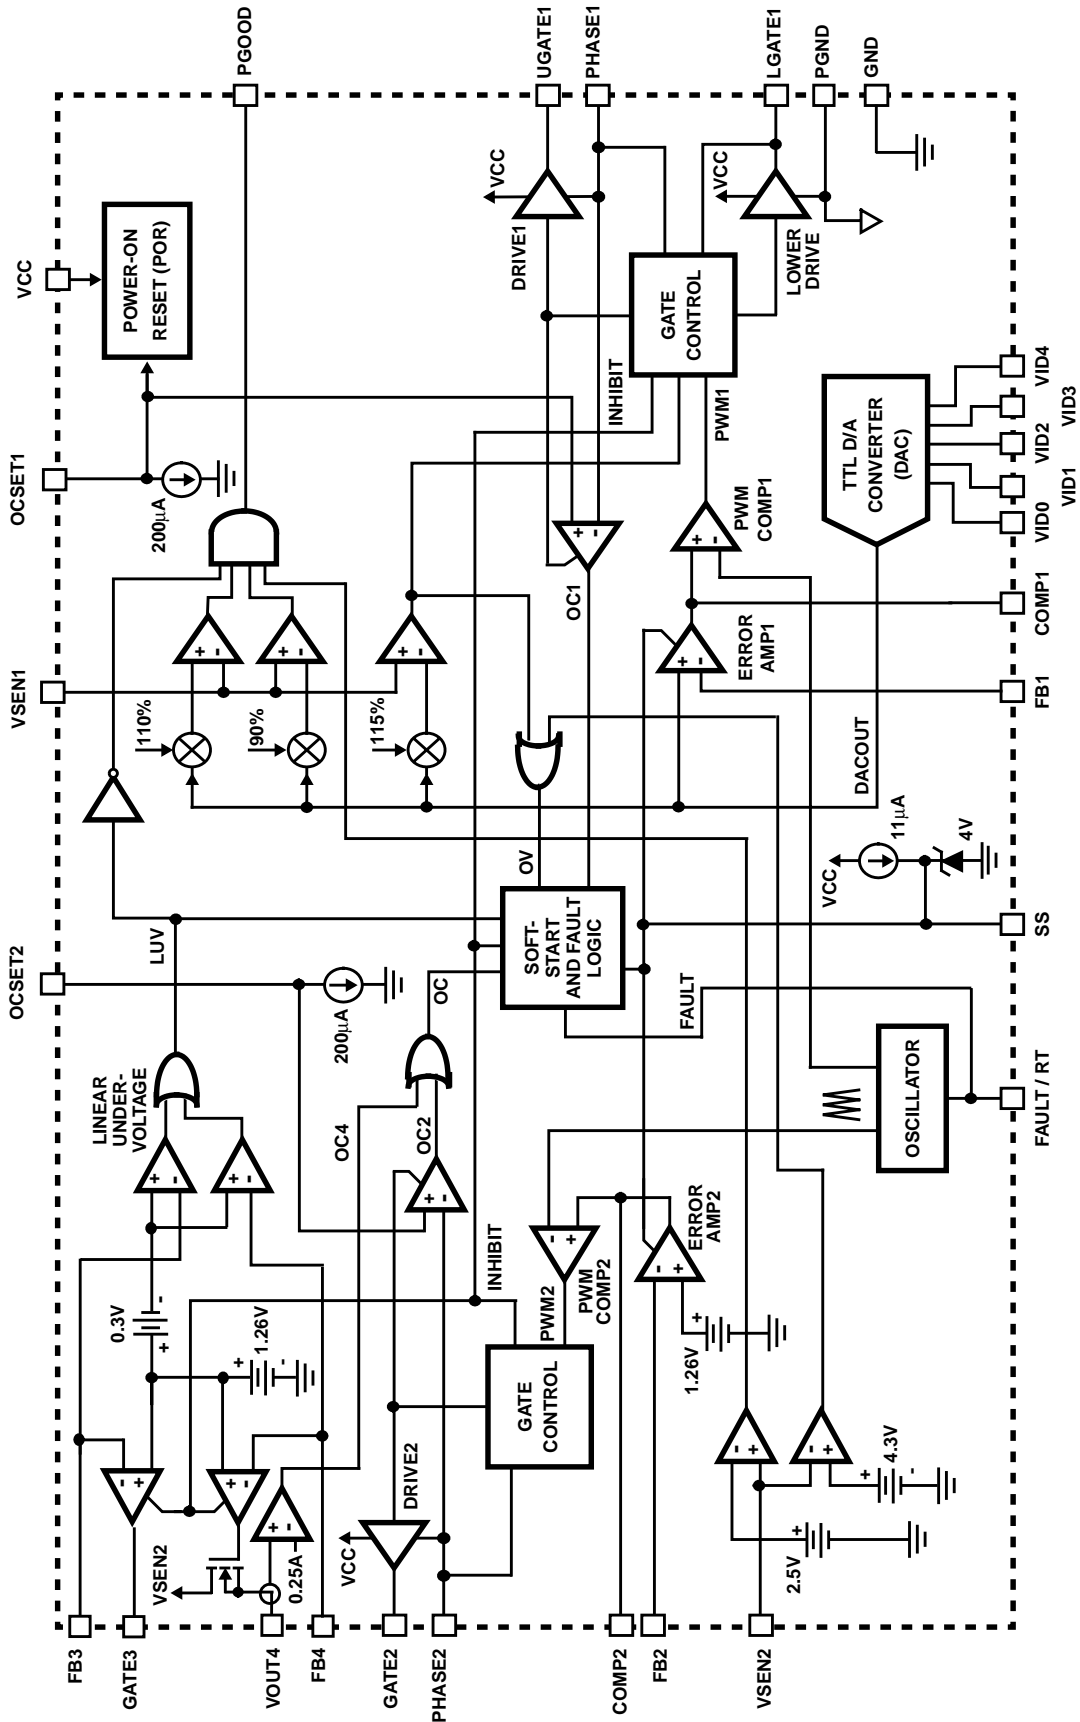 VCC
OCSET1
VSEN1
OCSET2
PGOOD
UGATE1
PHASE1
LGATE1
PGND
GND
VID4
VID3
VID2
VID1
VID0
COMP1
FB1
SS
FAULT / RT
FB3
GATE3
VOUT4
FB4
GATE2
PHASE2
COMP2
FB2
VSEN2
POWER-ON
RESET (POR)
200µA
VCC
DRIVE1
VCC
LOWER
DRIVE
GATE
CONTROL
INHIBIT
PWM1
PWM
COMP1
TTL D/A
CONVERTER
(DAC)
+
-
+
-
+
-
+
-
+
-
+
-
110%
90%
115%
OC1
ERROR
AMP1
DACOUT
OV
SOFT-
START
AND FAULT
LOGIC
LUV
OC
200µA
FAULT
VCC
11µA
4V
LINEAR
UNDER-
VOLTAGE
OC4
OC2
OSCILLATOR
+
-
+
-
+
-
INHIBIT
0.3V
+
-
1.26V
+
-
PWM2
PWM
COMP2
-
+
ERROR
AMP2
-
+
1.26V
+
GATE
CONTROL
DRIVE2
VCC
-
+
+
-
+
-
0.25A
VSEN2
-
+
-
+
4.3V
+
-
2.5V
+